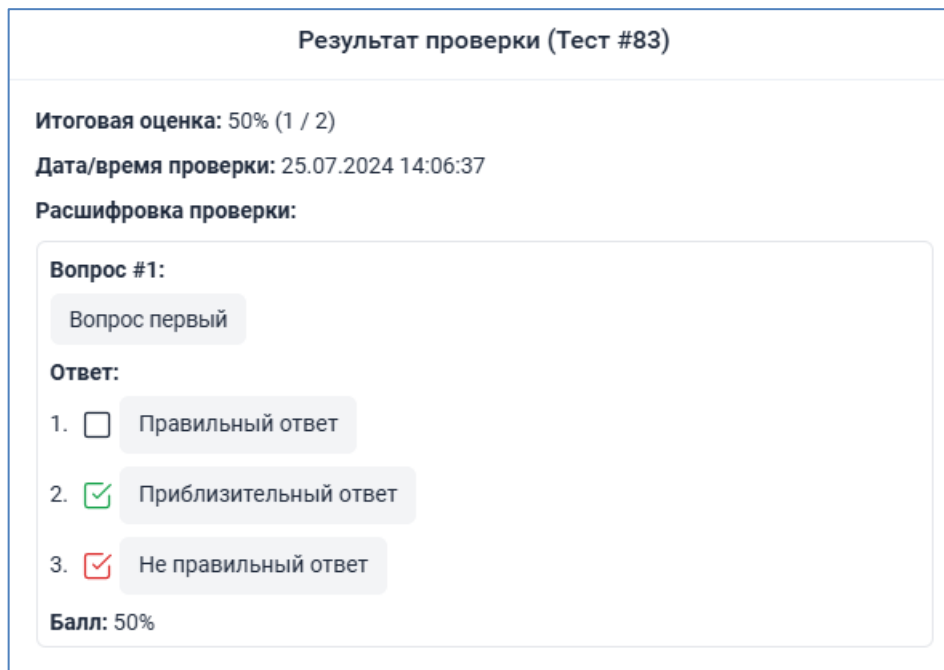 Результат проверки (Тест #83)
Итоговая оценка: 50% (1 / 2)
Дата/время проверки: 25.07.2024 14:06:37
Расшифровка проверки:
Вопрос #1:
Вопрос первый
Ответ:
1. Правильный ответ
2. Приблизительный ответ
3. Не правильный ответ
Балл: 50%